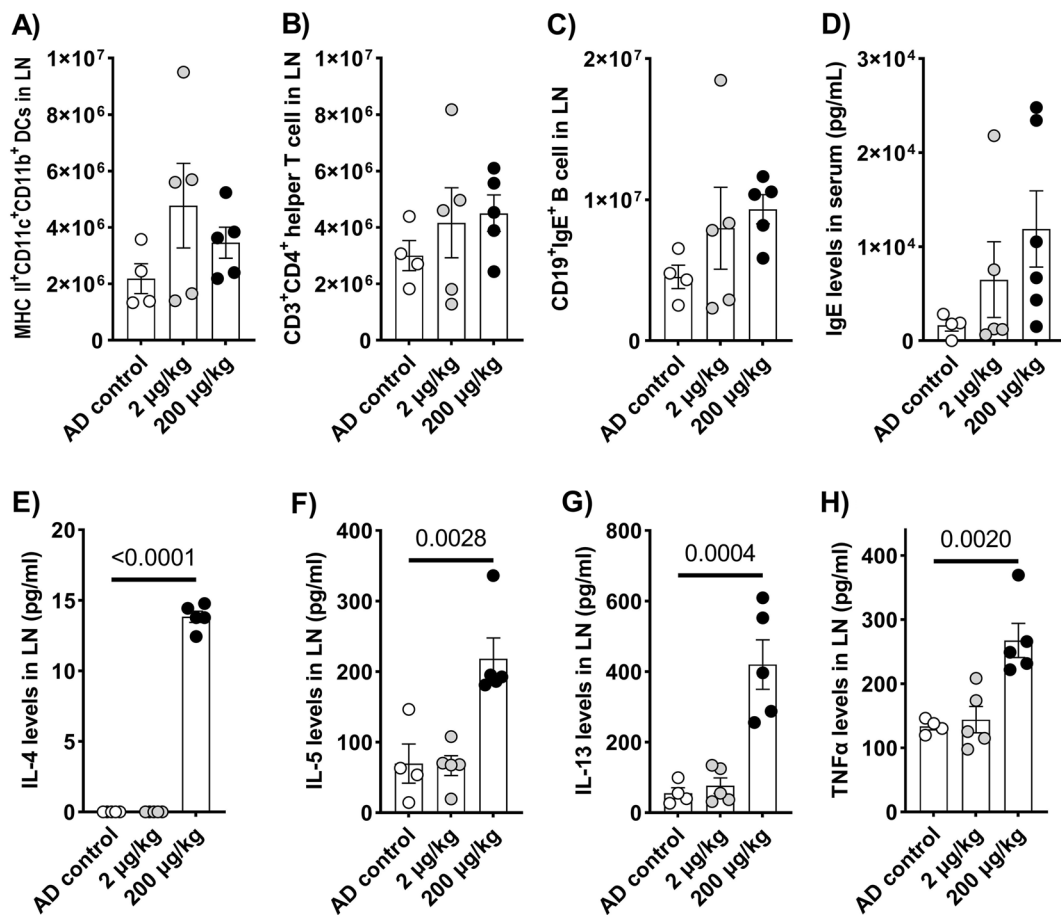 A)
MHC II⁺CD11c⁺CD11b⁺ DCs in LN
1×10⁷
8×10⁶
6×10⁶
4×10⁶
2×10⁶
0
AD control
2 µg/kg
200 µg/kg
B)
CD3⁺CD4⁺ helper T cell in LN
1×10⁷
8×10⁶
6×10⁶
4×10⁶
2×10⁶
0
AD control
2 µg/kg
200 µg/kg
C)
CD19⁺IgE⁺ B cell in LN
2×10⁷
1×10⁷
0
AD control
2 µg/kg
200 µg/kg
D)
IgE levels in serum (pg/mL)
3×10⁴
2×10⁴
1×10⁴
0
AD control
2 µg/kg
200 µg/kg
E)
IL-4 levels in LN (pg/ml)
20
15
10
5
0
<0.0001
AD control
2 µg/kg
200 µg/kg
F)
IL-5 levels in LN (pg/ml)
400
300
200
100
0
0.0028
AD control
2 µg/kg
200 µg/kg
G)
IL-13 levels in LN (pg/ml)
800
600
400
200
0
0.0004
AD control
2 µg/kg
200 µg/kg
H)
TNFα levels in LN (pg/ml)
400
300
200
100
0
0.0020
AD control
2 µg/kg
200 µg/kg